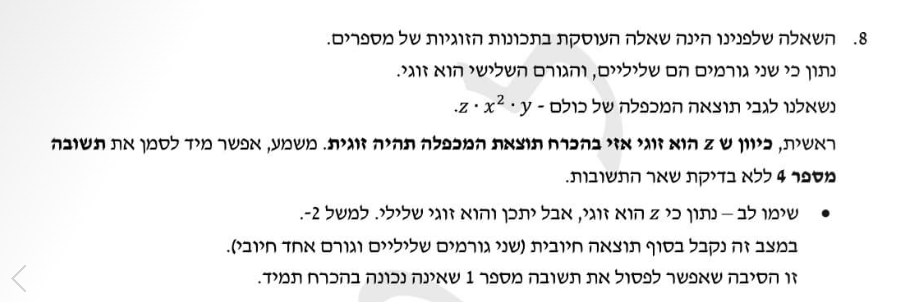 8. השאלה שלפנינו הינה שאלה העוסקת בתכונות הזוגיות של מספרים.
נתון כי שני גורמים הם שליליים, והגורם השלישי הוא זוגי.
נשאלנו לגבי תוצאה המכפלה של כולם - z · x² · y.
ראשית, כיוון ש z הוא זוגי אזי בהכרח תוצאת המכפלה תהיה זוגית. משמע, אפשר מיד לסמן את תשובה
מספר 4 ללא בדיקת שאר התשובות.
• שימו לב – נתון כי z הוא זוגי, אבל יתכן והוא זוגי שלילי. למשל 2-.
במצב זה נקבל בסוף תוצאה חיובית (שני גורמים שליליים וגורם אחד חיובי).
זו הסיבה שאפשר לפסול את תשובה מספר 1 שאינה נכונה בהכרח תמיד.